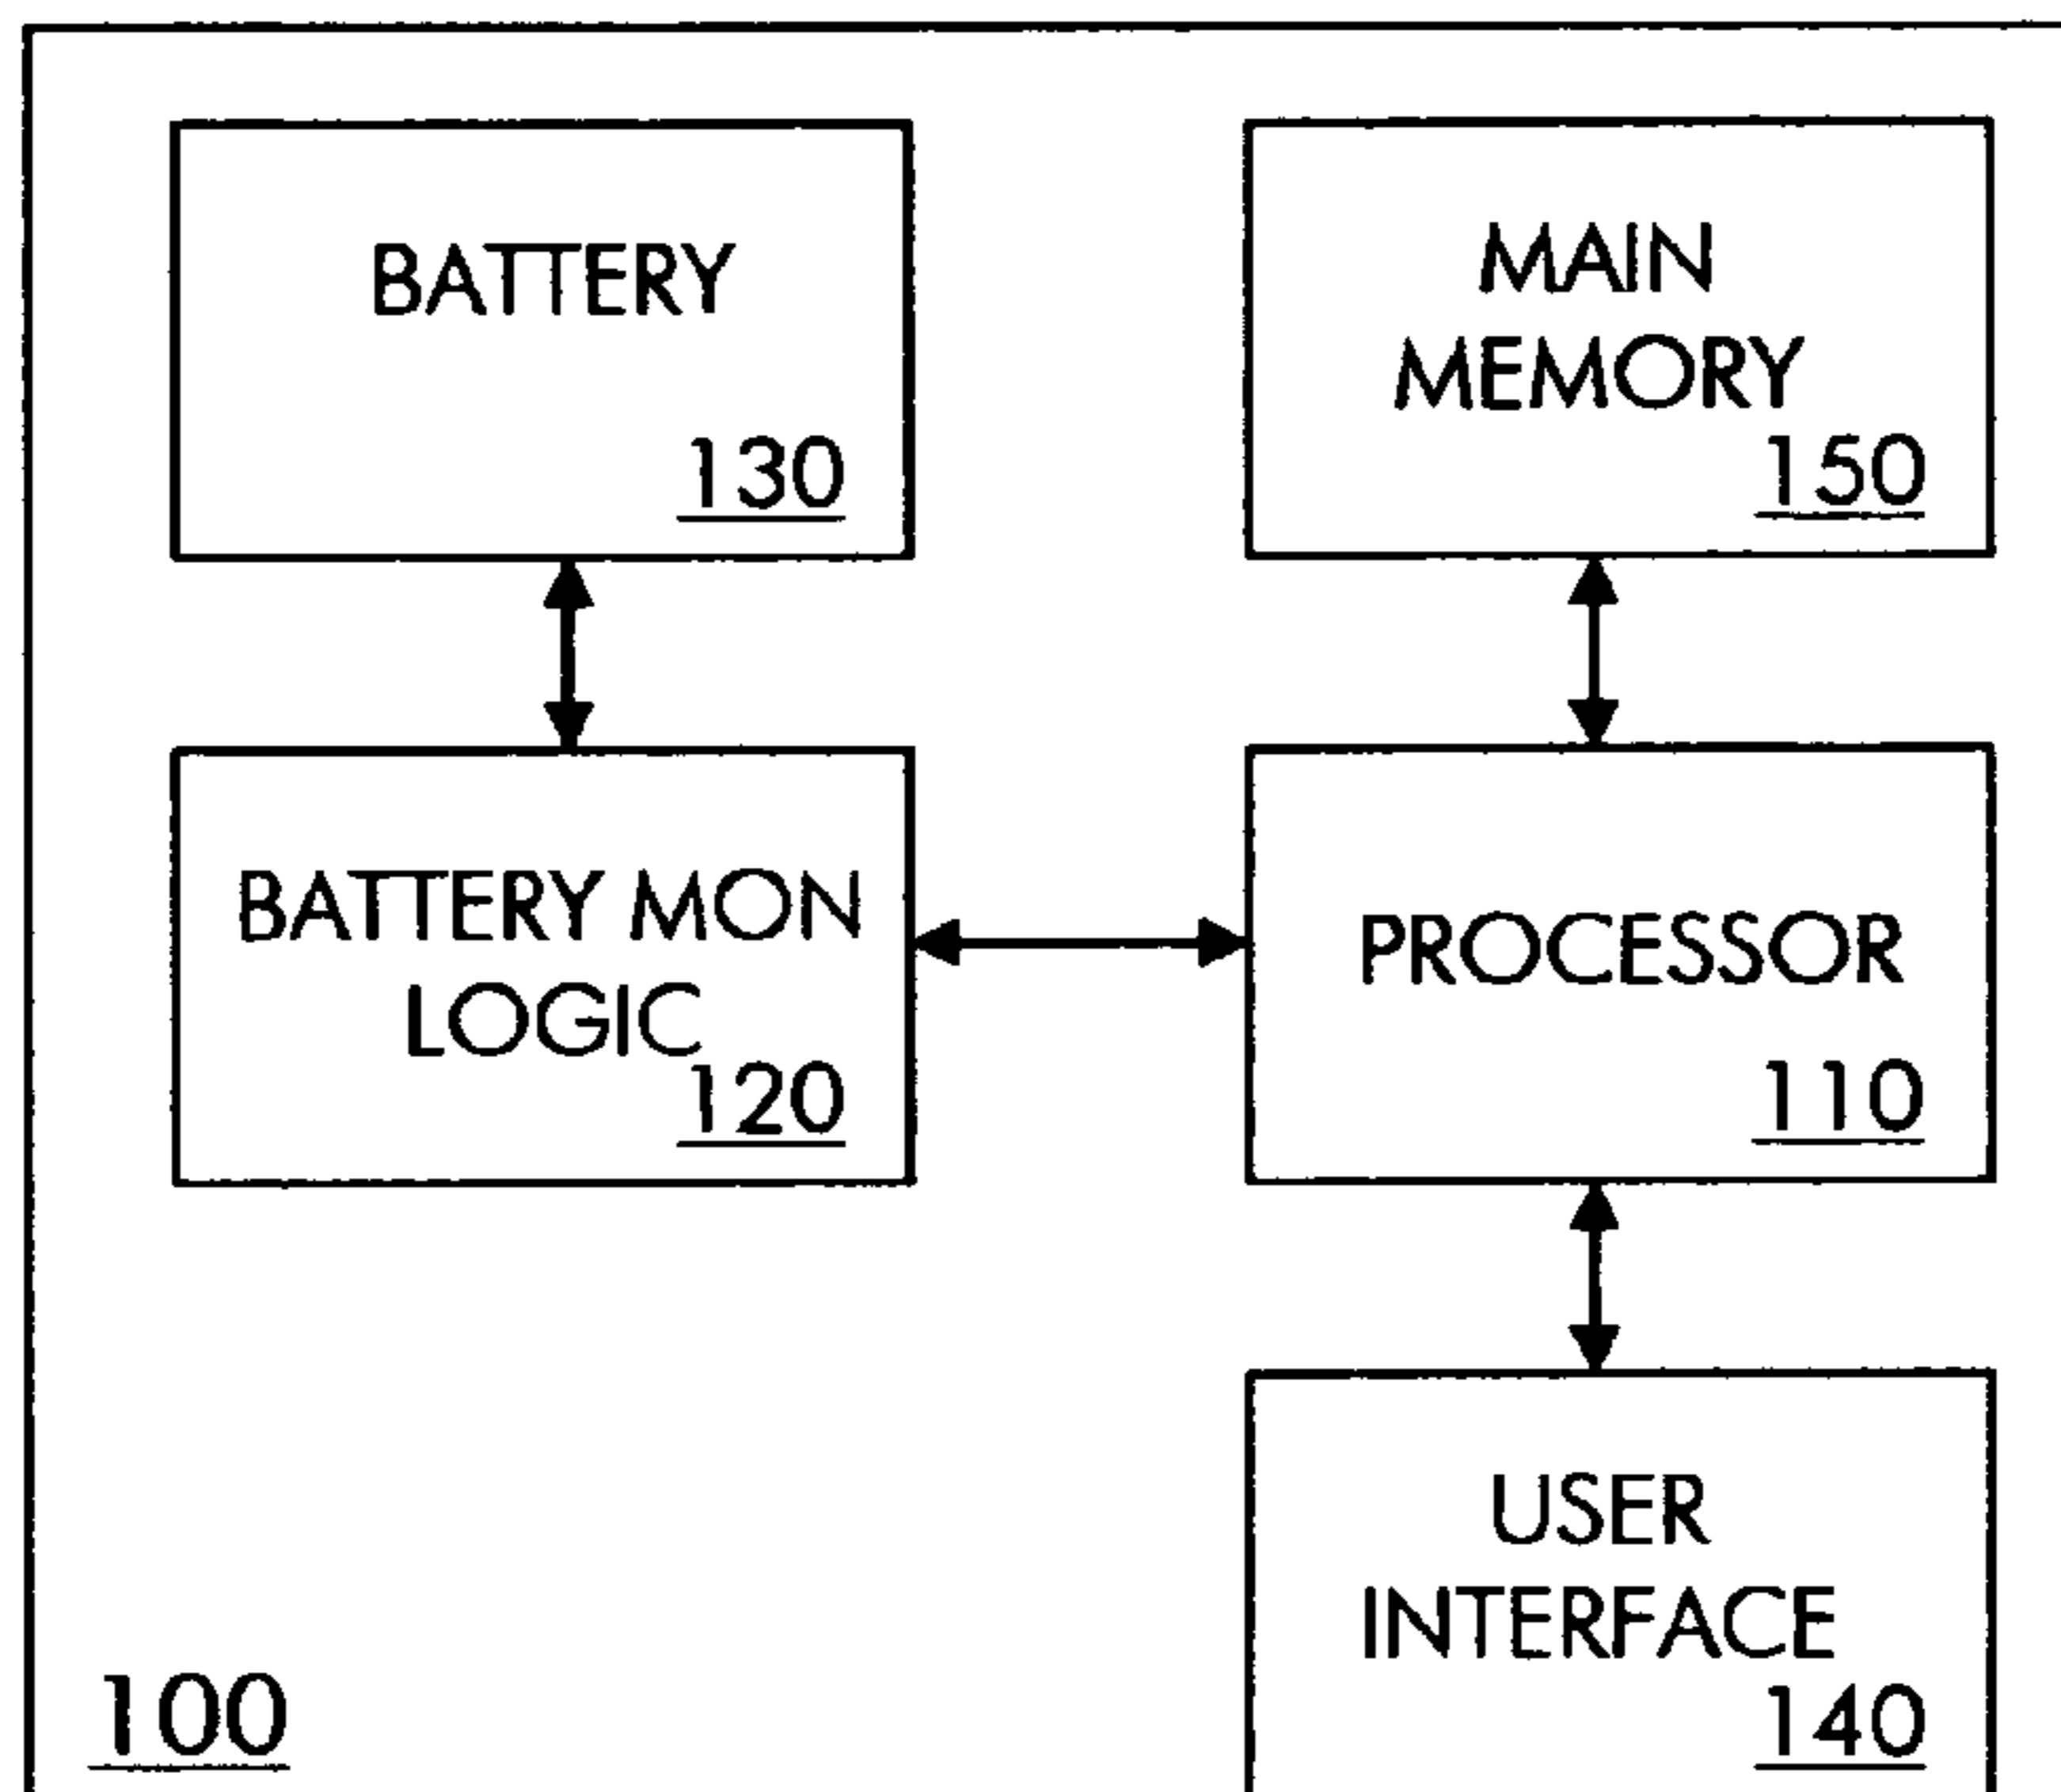 BATTERY
130
MAIN
MEMORY
150
BATTERY MON
LOGIC
120
PROCESSOR
110
USER
INTERFACE
140
100